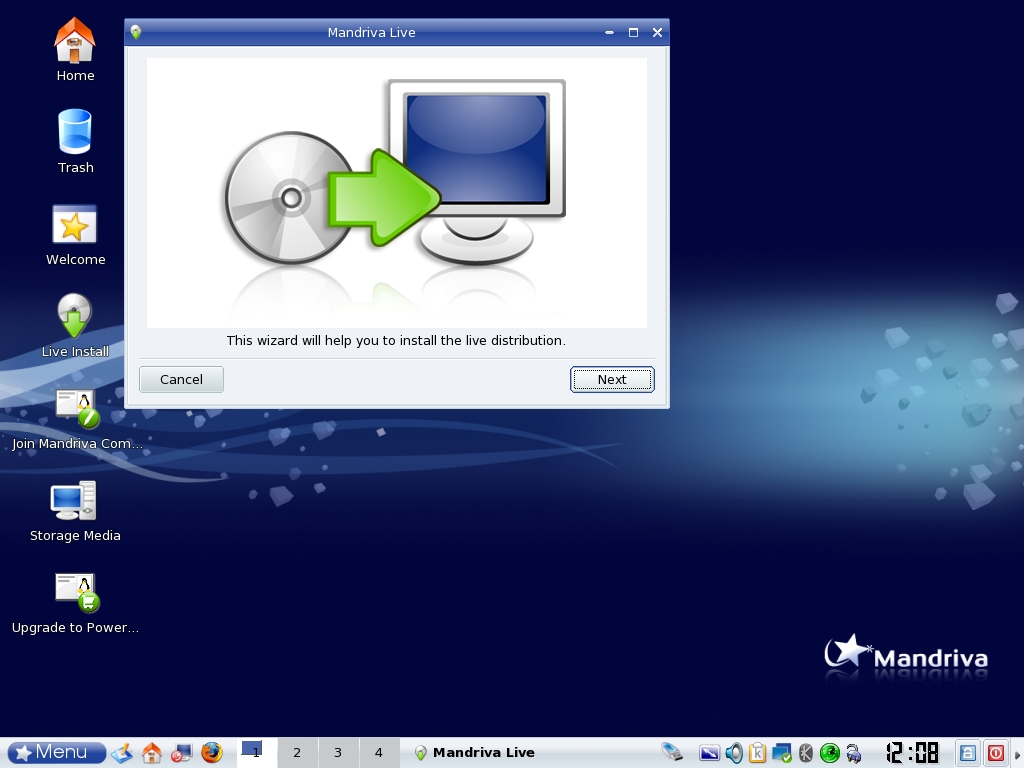 Mandriva Live
Home
Trash
Welcome
Live Install
Join Mandriva Com...
Storage Media
Upgrade to Power...
This wizard will help you to install the live distribution.
Cancel
Next
Mandriva
Menu
1
2
3
4
Mandriva Live
12:08